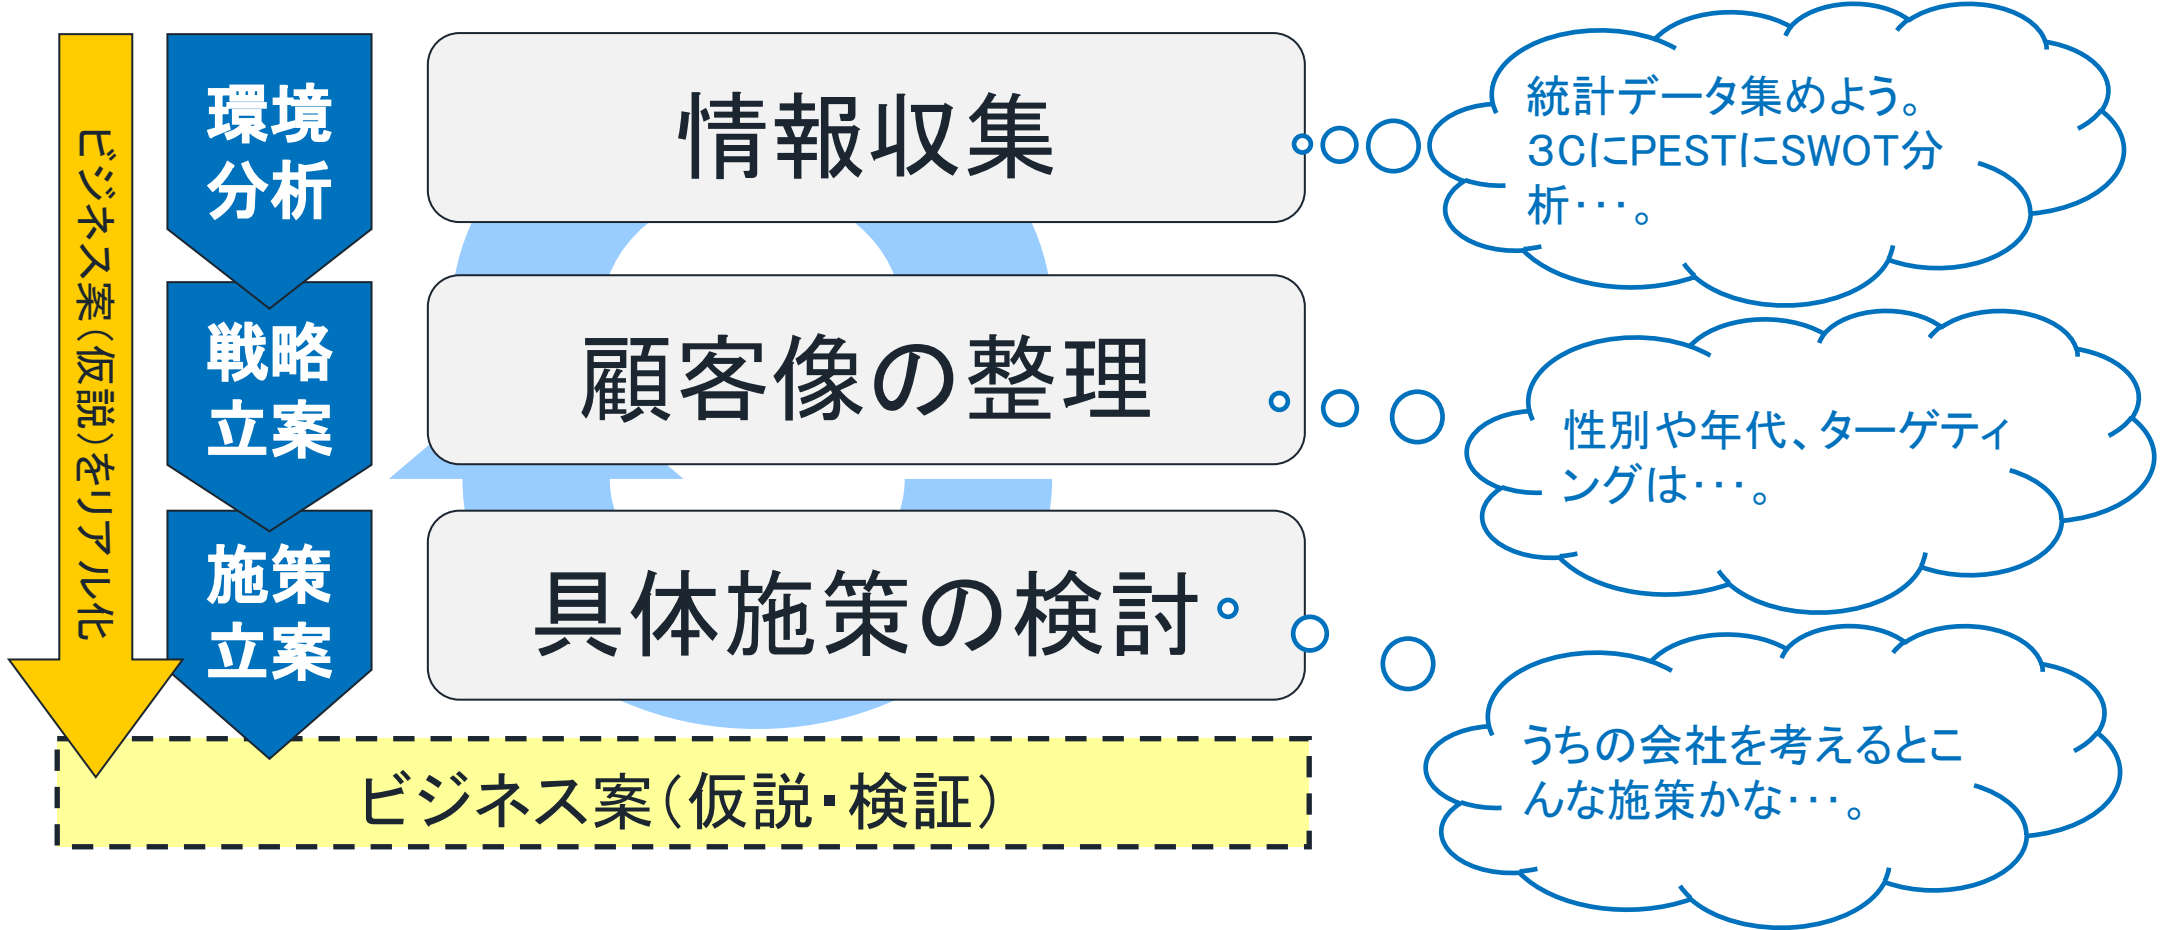 ビジネス案（仮説）をリアル化
環境
分析
情報収集
統計データ集めよう。
３CにPESTにSWOT分
析･･･。
戦略
立案
顧客像の整理
性別や年代、ターゲティ
ングは･･･。
施策
立案
具体施策の検討
うちの会社を考えるとこ
んな施策かな･･･。
ビジネス案（仮説・検証）